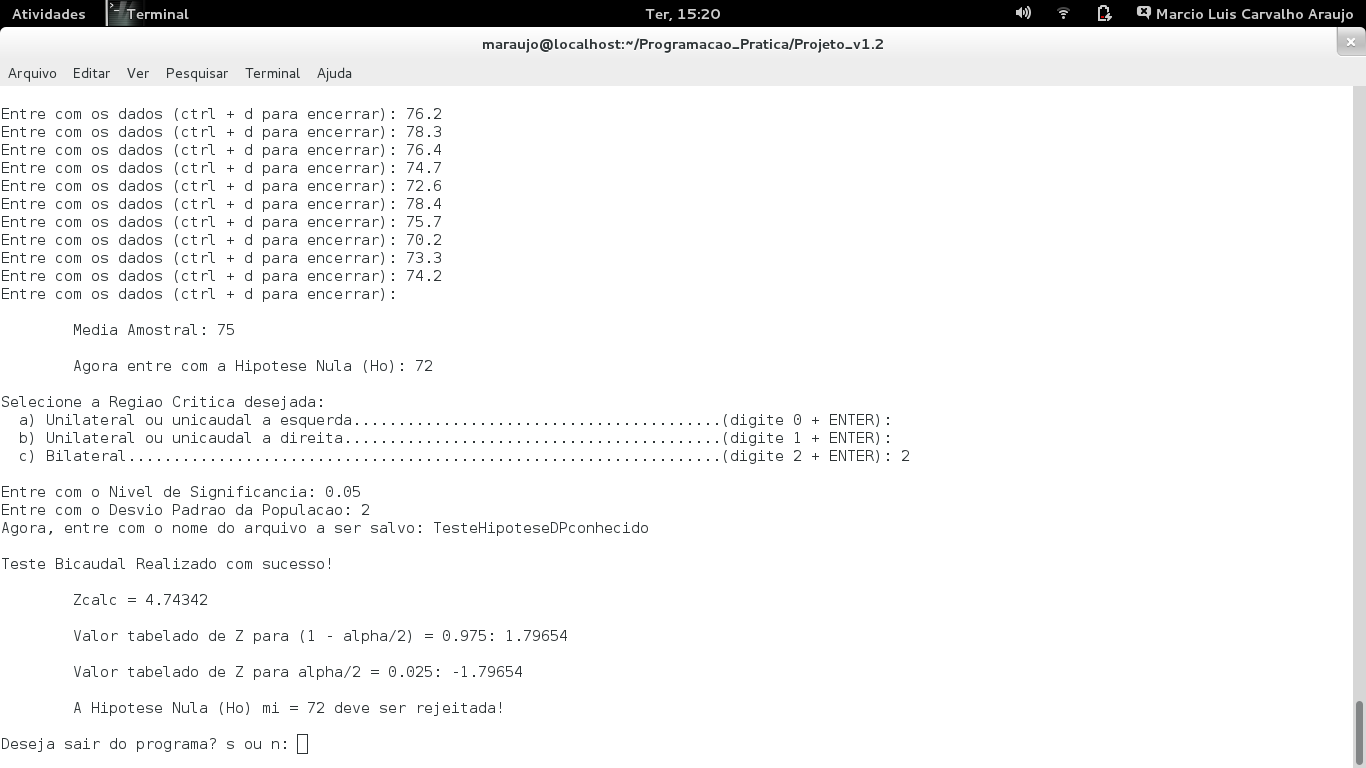 Atividades Terminal Ter, 15:20 Marcio Luis Carvalho Araujo
maraujo@localhost:~/Programacao_Pratica/Projeto_v1.2
Arquivo Editar Ver Pesquisar Terminal Ajuda
Entre com os dados (ctrl + d para encerrar): 76.2
Entre com os dados (ctrl + d para encerrar): 78.3
Entre com os dados (ctrl + d para encerrar): 76.4
Entre com os dados (ctrl + d para encerrar): 74.7
Entre com os dados (ctrl + d para encerrar): 72.6
Entre com os dados (ctrl + d para encerrar): 78.4
Entre com os dados (ctrl + d para encerrar): 75.7
Entre com os dados (ctrl + d para encerrar): 70.2
Entre com os dados (ctrl + d para encerrar): 73.3
Entre com os dados (ctrl + d para encerrar): 74.2
Entre com os dados (ctrl + d para encerrar):
Media Amostral: 75
Agora entre com a Hipotese Nula (Ho): 72
Selecione a Regiao Critica desejada:
a) Unilateral ou unicaudal a esquerda.........................................(digite 0 + ENTER):
b) Unilateral ou unicaudal a direita..........................................(digite 1 + ENTER):
c) Bilateral..................................................................(digite 2 + ENTER): 2
Entre com o Nivel de Significancia: 0.05
Entre com o Desvio Padrao da Populacao: 2
Agora, entre com o nome do arquivo a ser salvo: TesteHipoteseDPconhecido
Teste Bicaudal Realizado com sucesso!
Zcalc = 4.74342
Valor tabelado de Z para (1 - alpha/2) = 0.975: 1.79654
Valor tabelado de Z para alpha/2 = 0.025: -1.79654
A Hipotese Nula (Ho) mi = 72 deve ser rejeitada!
Deseja sair do programa? s ou n: